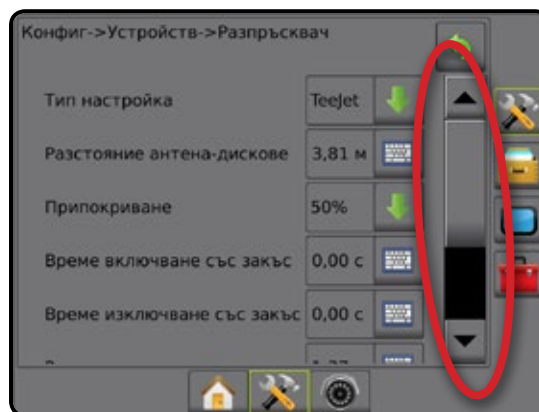 Конфиг->Устройств->Разпръсквач
Тип настройка TeeJet
Разстояние антена-дискове 3,81 м
Припокриване 50%
Време включване със закъс 0,00 с
Време изключване със закъс 0,00 с